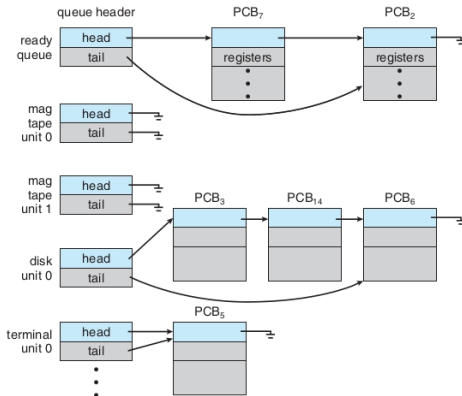 queue header
PCB7
PCB2
ready queue
head
tail
registers
registers
mag tape unit 0
head
tail
mag tape unit 1
head
tail
PCB3
PCB14
PCB6
disk unit 0
head
tail
PCB5
terminal unit 0
head
tail